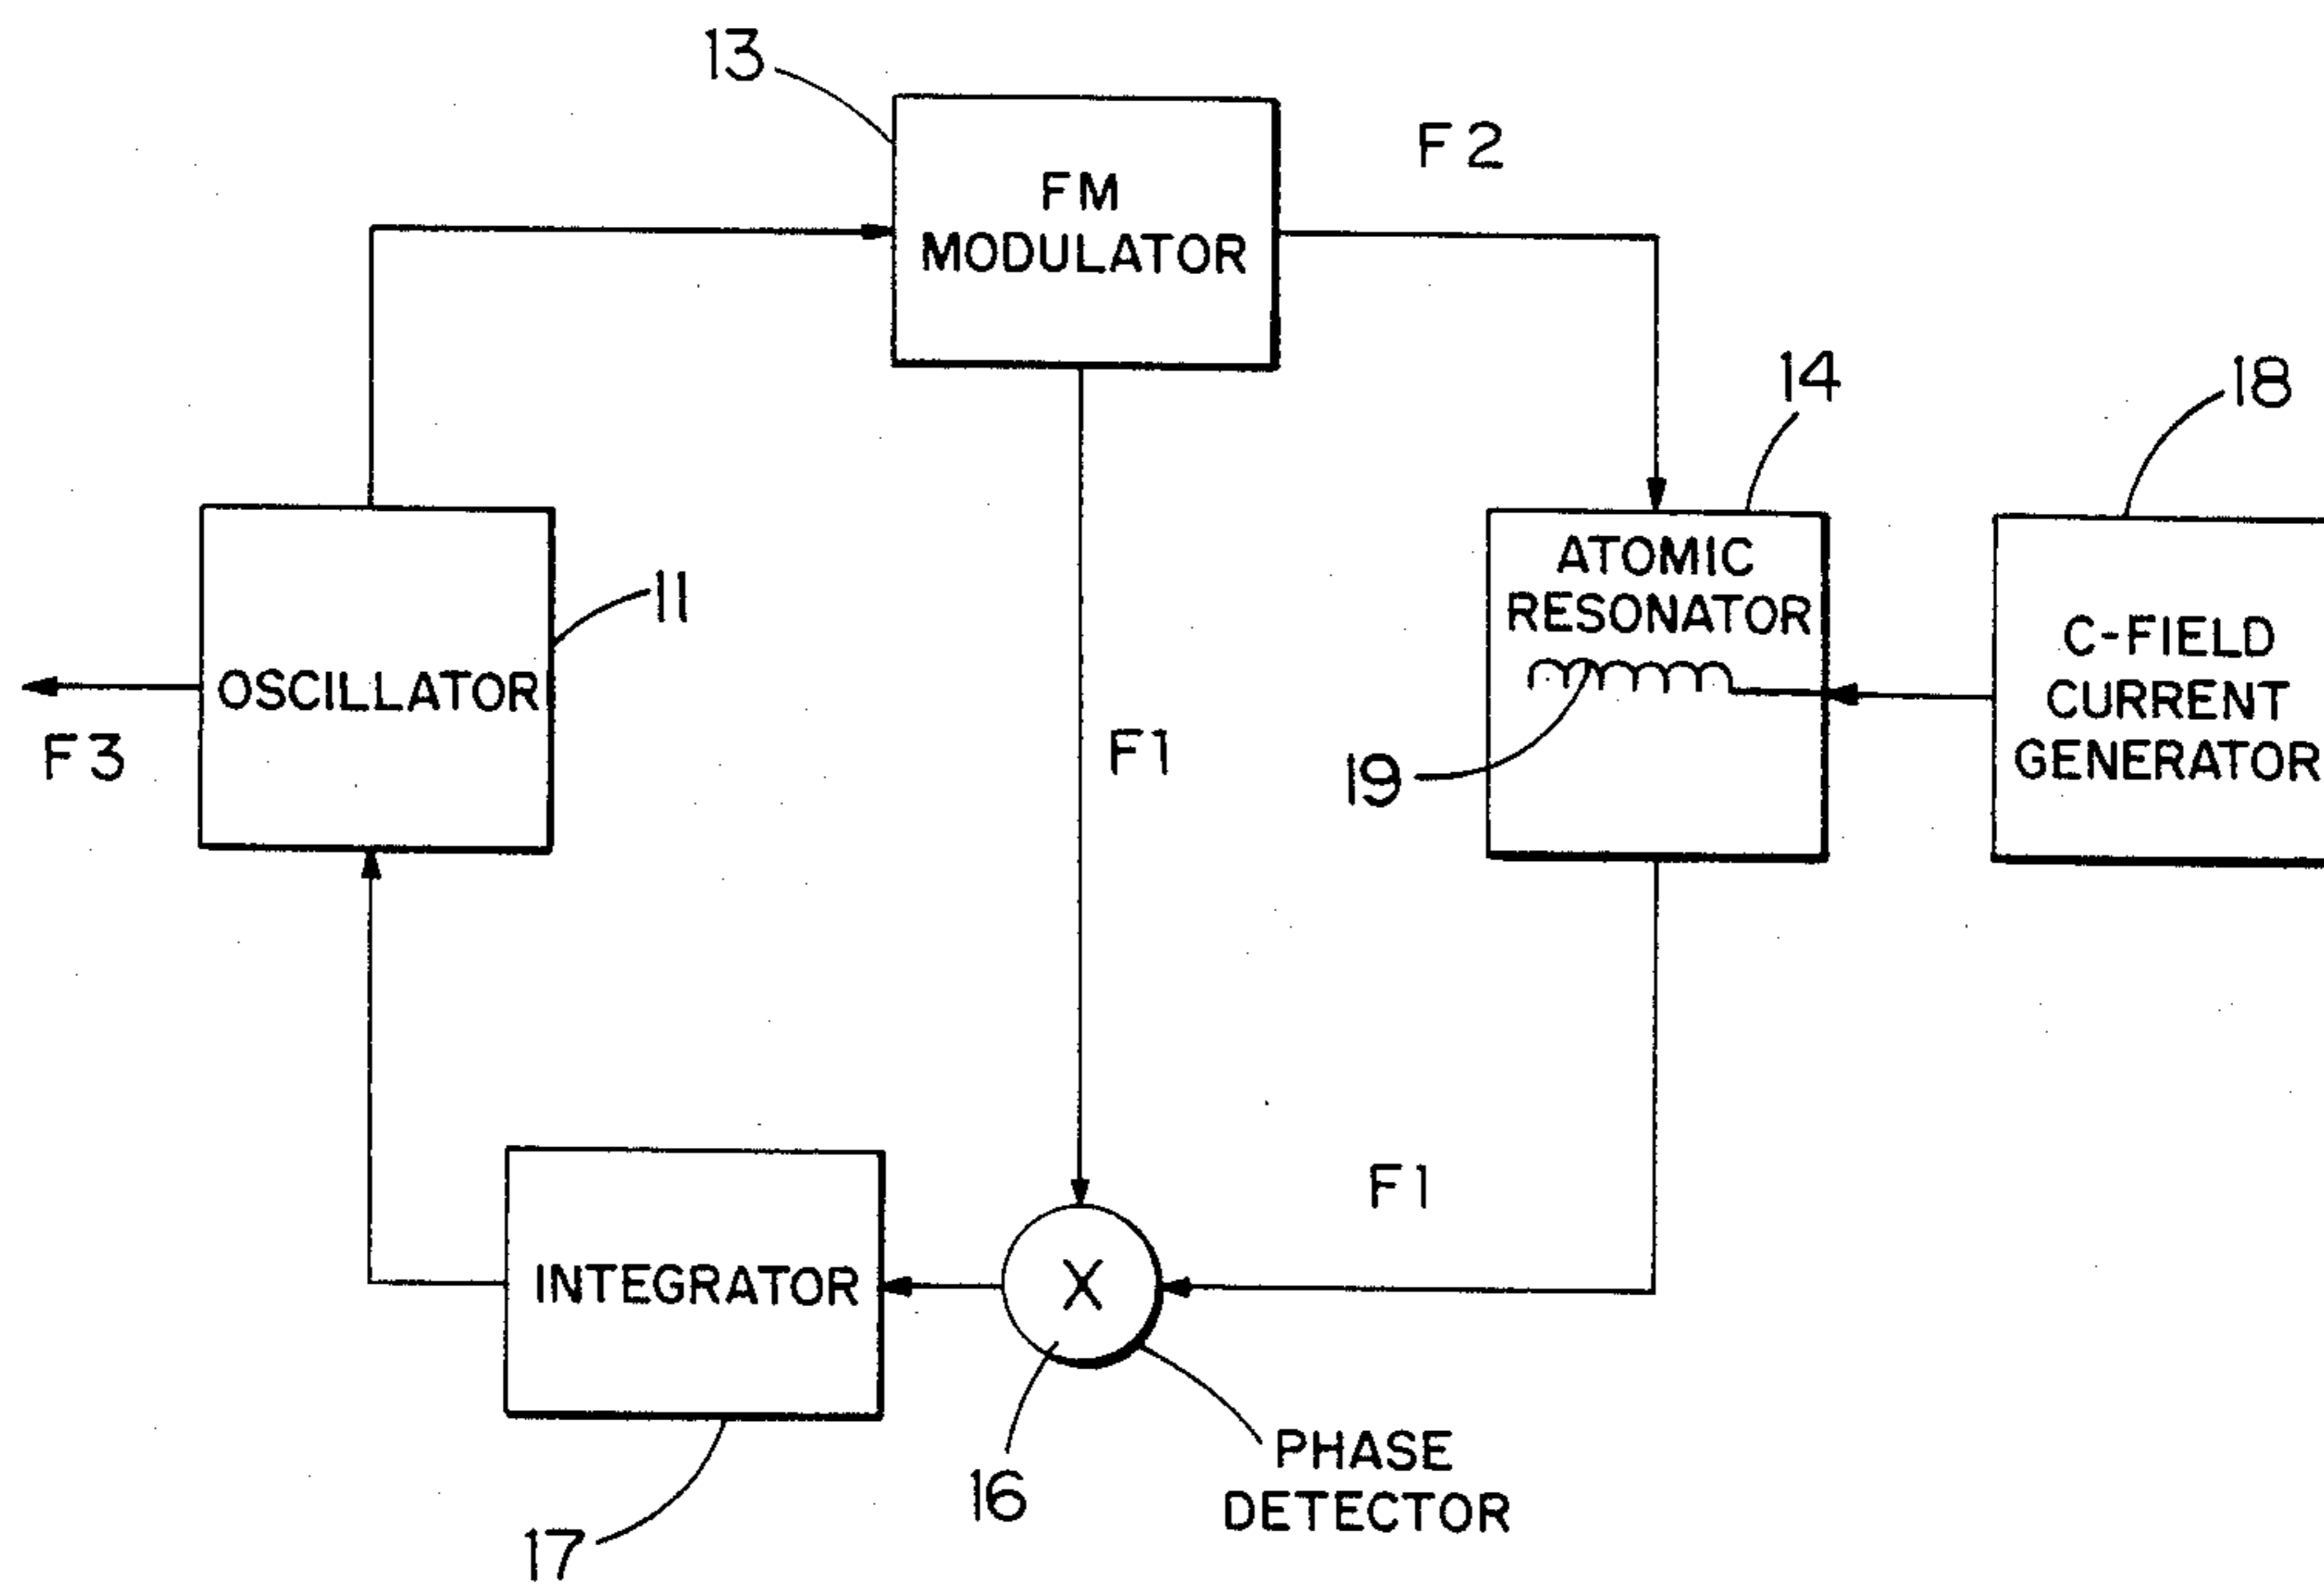 13
FM
MODULATOR
F2
14
18
ATOMIC
RESONATOR
11
OSCILLATOR
C-FIELD
CURRENT
GENERATOR
F3
F1
19
F1
INTEGRATOR
X
16
PHASE
DETECTOR
17